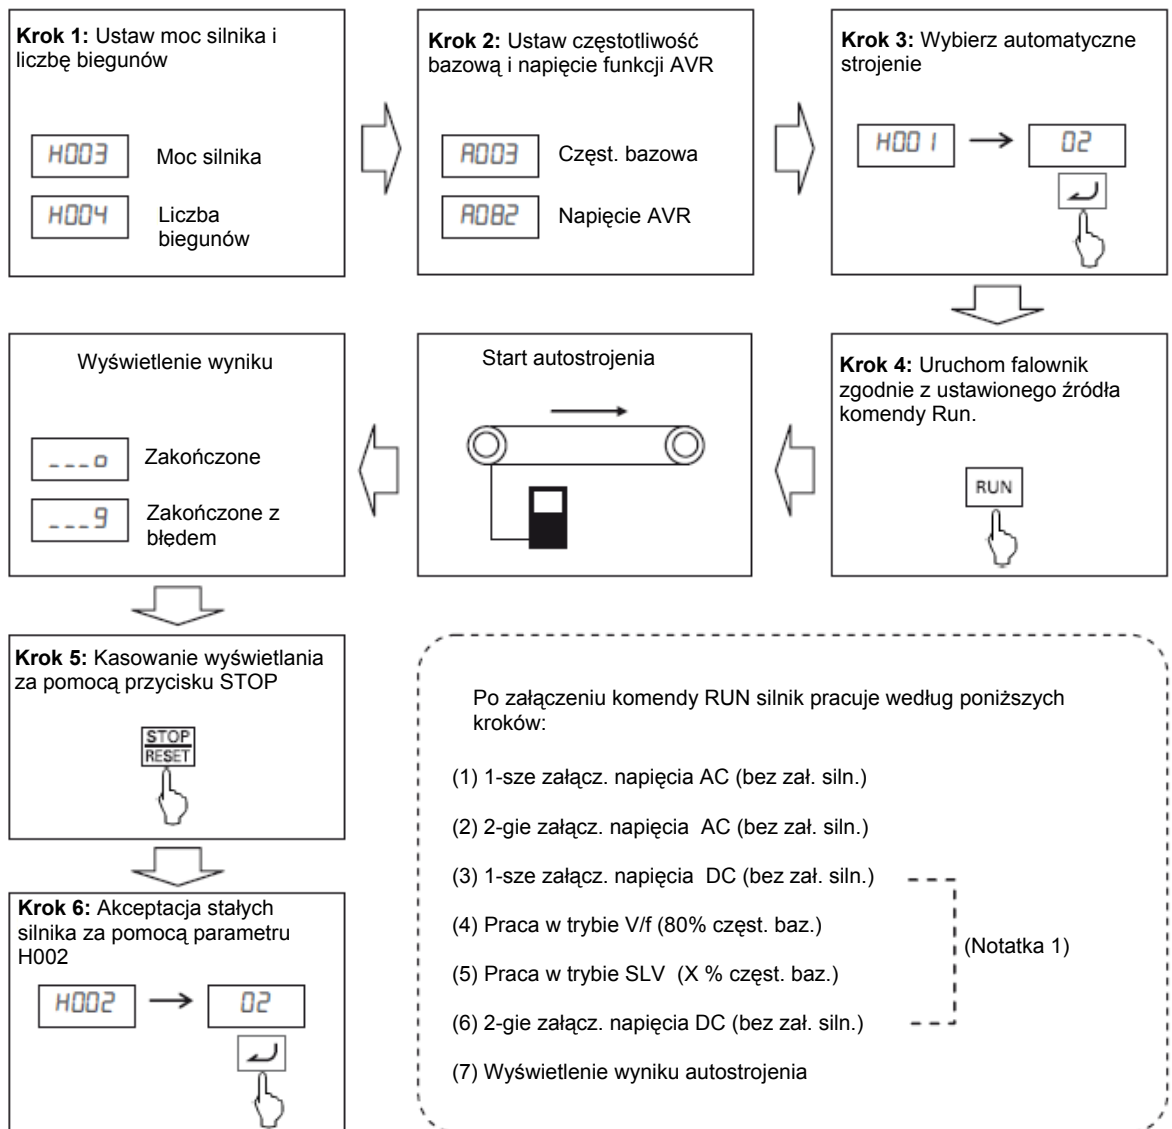 Krok 1: Ustaw moc silnika i
liczbę biegunów
H003
Moc silnika
H004
Liczba
biegunów
Krok 2: Ustaw częstotliwość
bazową i napięcie funkcji AVR
A003
Częst. bazowa
A082
Napięcie AVR
Krok 3: Wybierz automatyczne
strojenie
H001
02
Krok 4: Uruchom falownik
zgodnie z ustawionego źródła
komendy Run.
RUN
Start autostrojenia
Wyświetlenie wyniku
___o
Zakończone
___9
Zakończone z
błędem
Krok 5: Kasowanie wyświetlania
za pomocą przycisku STOP
STOP
RESET
Krok 6: Akceptacja stałych
silnika za pomocą parametru
H002
H002
02
Po załączeniu komendy RUN silnik pracuje według poniższych
kroków:
(1) 1-sze załącz. napięcia AC (bez zał. siln.)
(2) 2-gie załącz. napięcia AC (bez zał. siln.)
(3) 1-sze załącz. napięcia DC (bez zał. siln.)
(4) Praca w trybie V/f (80% częst. baz.)
(5) Praca w trybie SLV (X % częst. baz.)
(6) 2-gie załącz. napięcia DC (bez zał. siln.)
(7) Wyświetlenie wyniku autostrojenia
(Notatka 1)